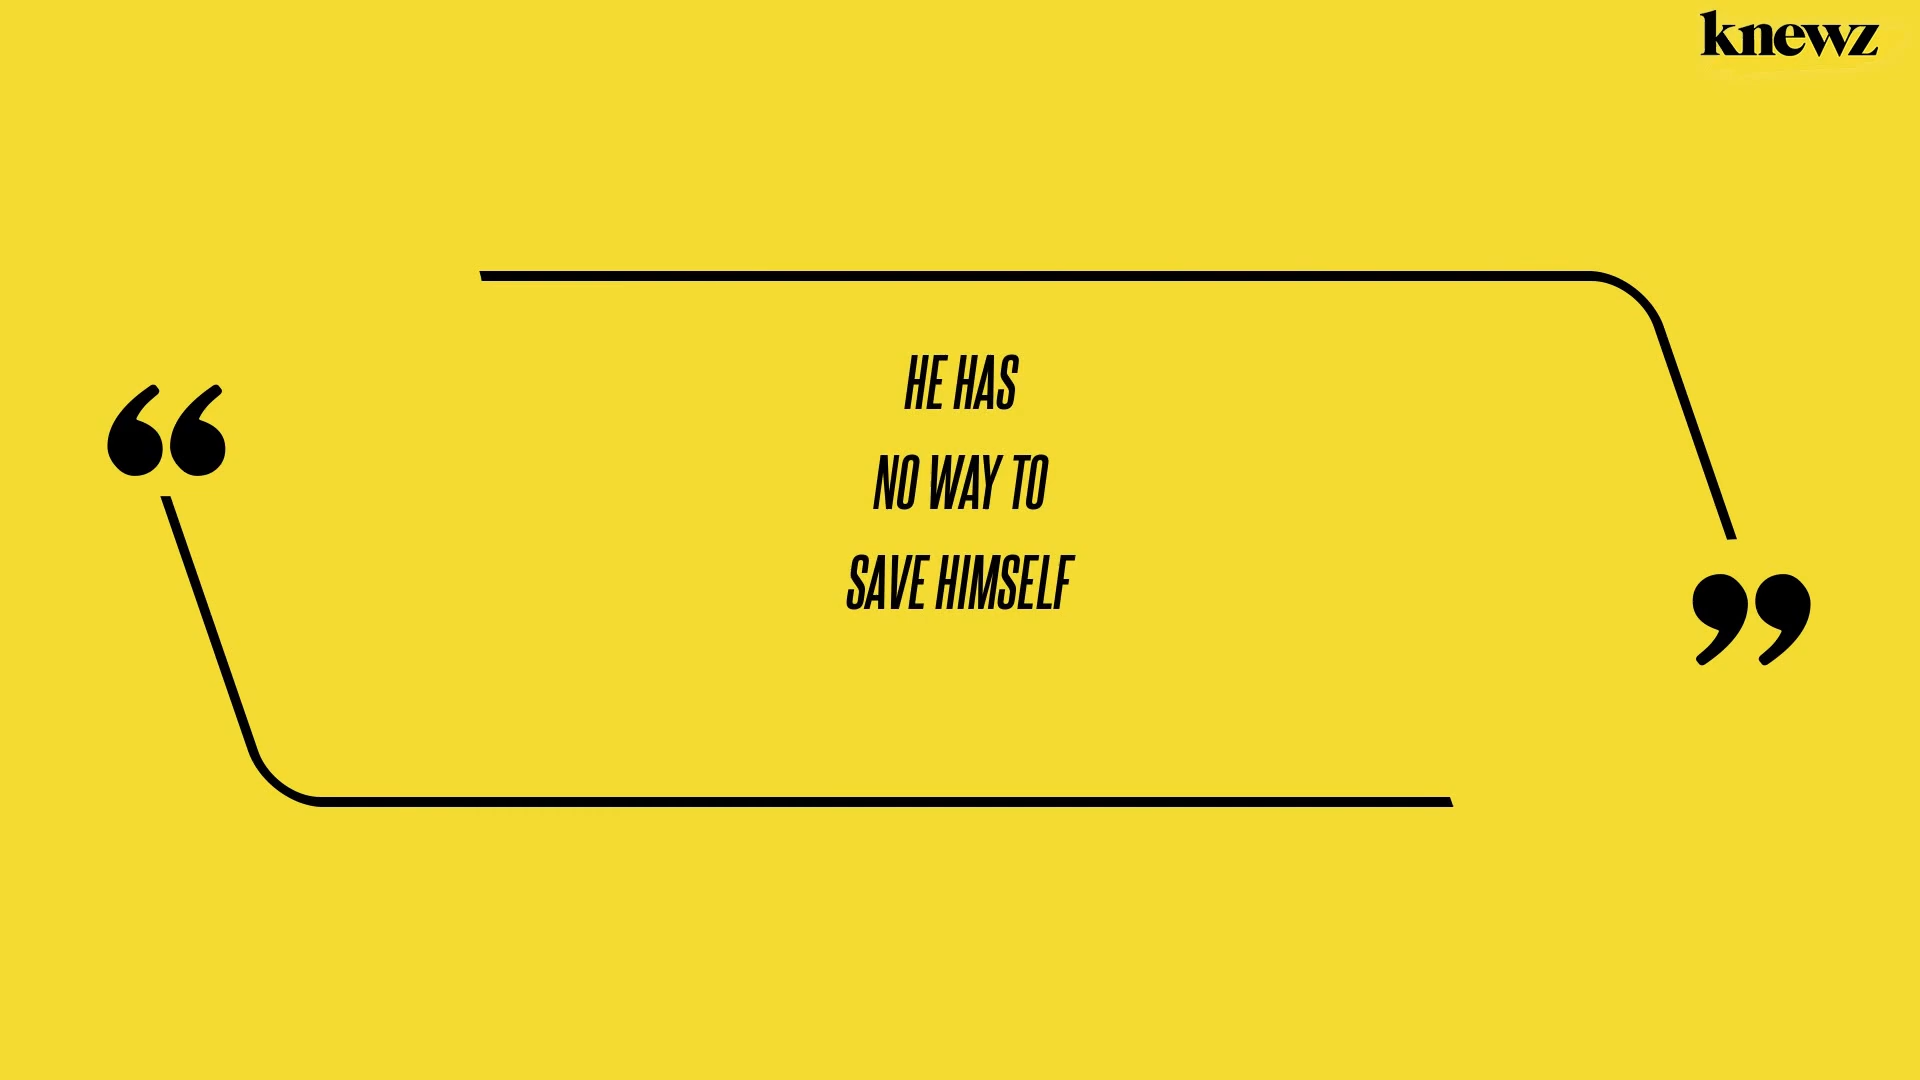 knewz
“
HE HAS
NO WAY TO
SAVE HIMSELF
”